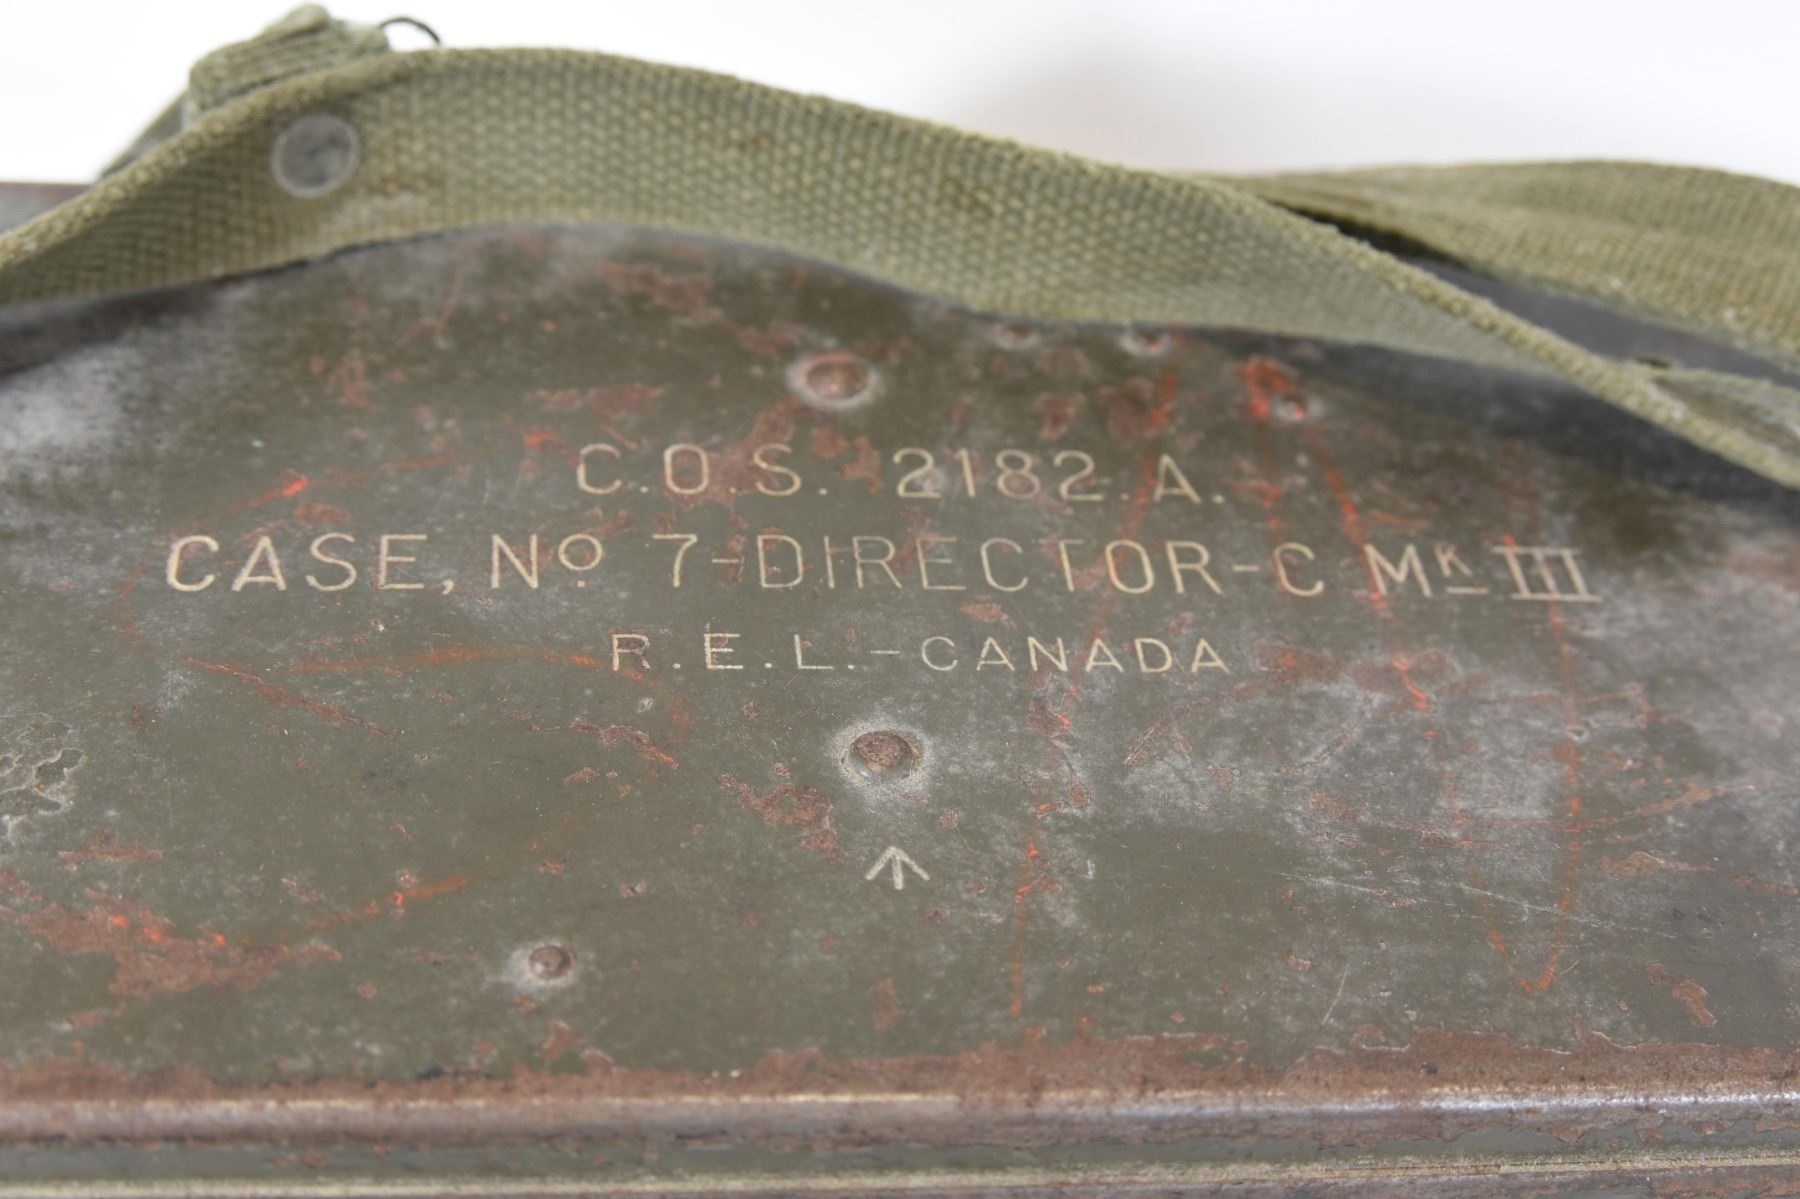 C.O.S. 2182.A.
CASE, Nº 7-DIRECTOR-C MK III
R.E.L.-CANADA